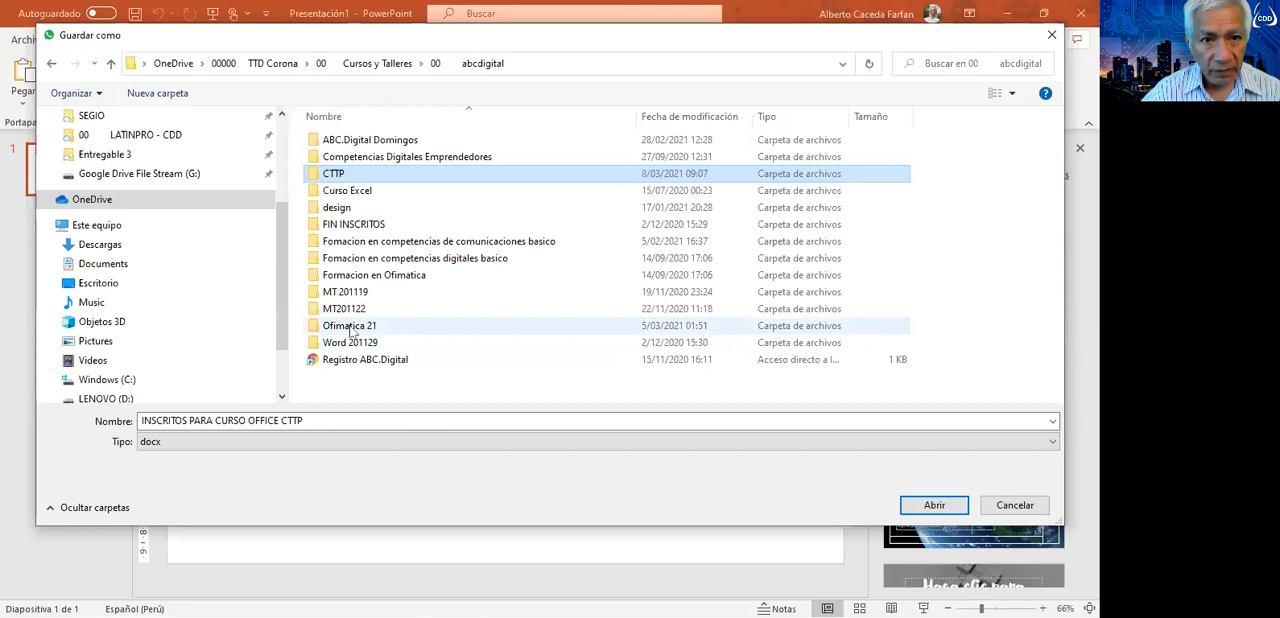 Autoguardado
Presentación1 - PowerPoint
Buscar
Alberto Caceda Farfan
CDD
Archi
Guardar como
OneDrive > 00000 TTD Corona > 00 Cursos y Talleres > 00 abcdigital
Buscar en 00 abcdigital
Pegar
Organizar
Nueva carpeta
Portapa
Nombre
Fecha de modificación
Tipo
Tamaño
SEGIO
00 LATINPRO - CDD
Entregable 3
Google Drive File Stream (G:)
OneDrive
Este equipo
Descargas
Documents
Escritorio
Music
Objetos 3D
Pictures
Videos
Windows (C:)
LENOVO (D:)
ABC.Digital Domingos 28/02/2021 12:28 Carpeta de archivos
Competencias Digitales Emprendedores 27/09/2020 12:31 Carpeta de archivos
CTTP 8/03/2021 09:07 Carpeta de archivos
Curso Excel 15/07/2020 00:23 Carpeta de archivos
design 17/01/2021 20:28 Carpeta de archivos
FIN INSCRITOS 2/12/2020 15:29 Carpeta de archivos
Fomacion en competencias de comunicaciones basico 5/02/2021 16:37 Carpeta de archivos
Fomacion en competencias digitales basico 14/09/2020 17:06 Carpeta de archivos
Formacion en Ofimatica 14/09/2020 17:06 Carpeta de archivos
MT 201119 19/11/2020 23:24 Carpeta de archivos
MT201122 22/11/2020 11:18 Carpeta de archivos
Ofimatica 21 5/03/2021 01:51 Carpeta de archivos
Word 201129 2/12/2020 15:30 Carpeta de archivos
Registro ABC.Digital 15/11/2020 16:11 Acceso directo a l... 1 KB
1
Nombre: INSCRITOS PARA CURSO OFFICE CTTP
Tipo: docx
Ocultar carpetas
Abrir
Cancelar
Diapositiva 1 de 1
Español (Perú)
Notas
66%